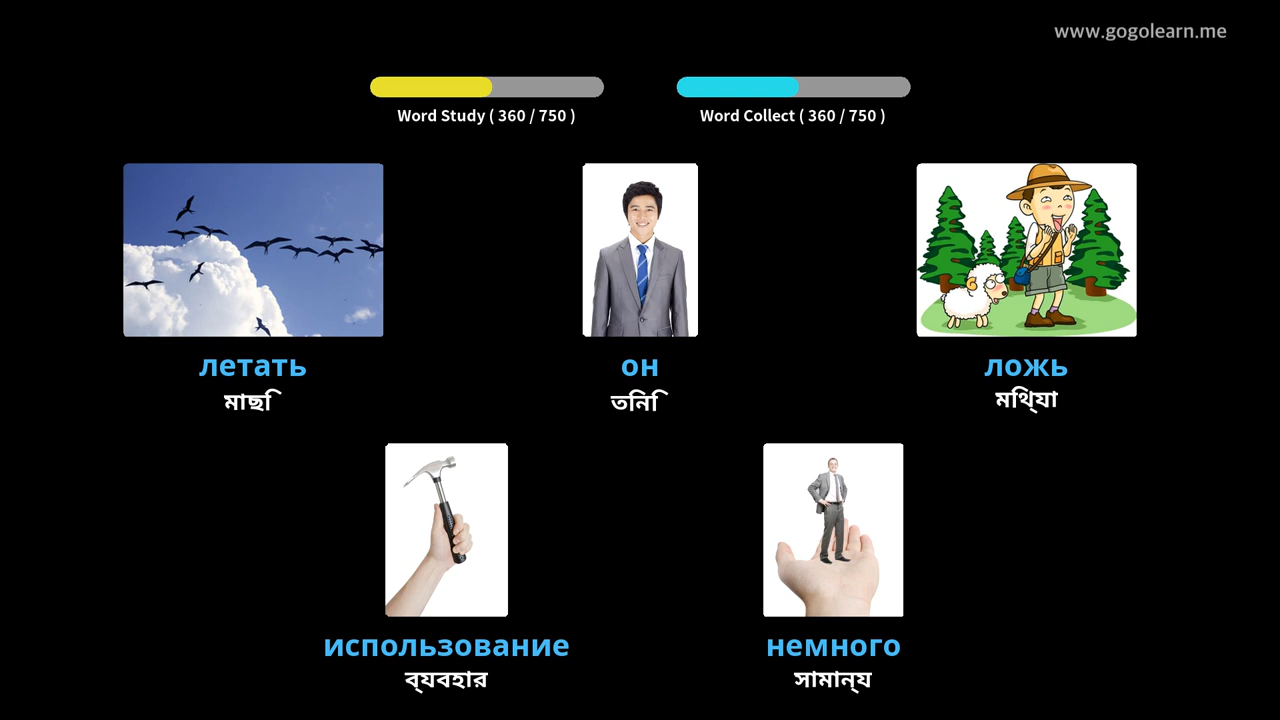 www.gogolearn.me
Word Study ( 360 / 750 )
Word Collect ( 360 / 750 )
летать
মাছি
он
তিনি
ложь
মিথ্যা
использование
ব্যবহার
немного
সামান্য